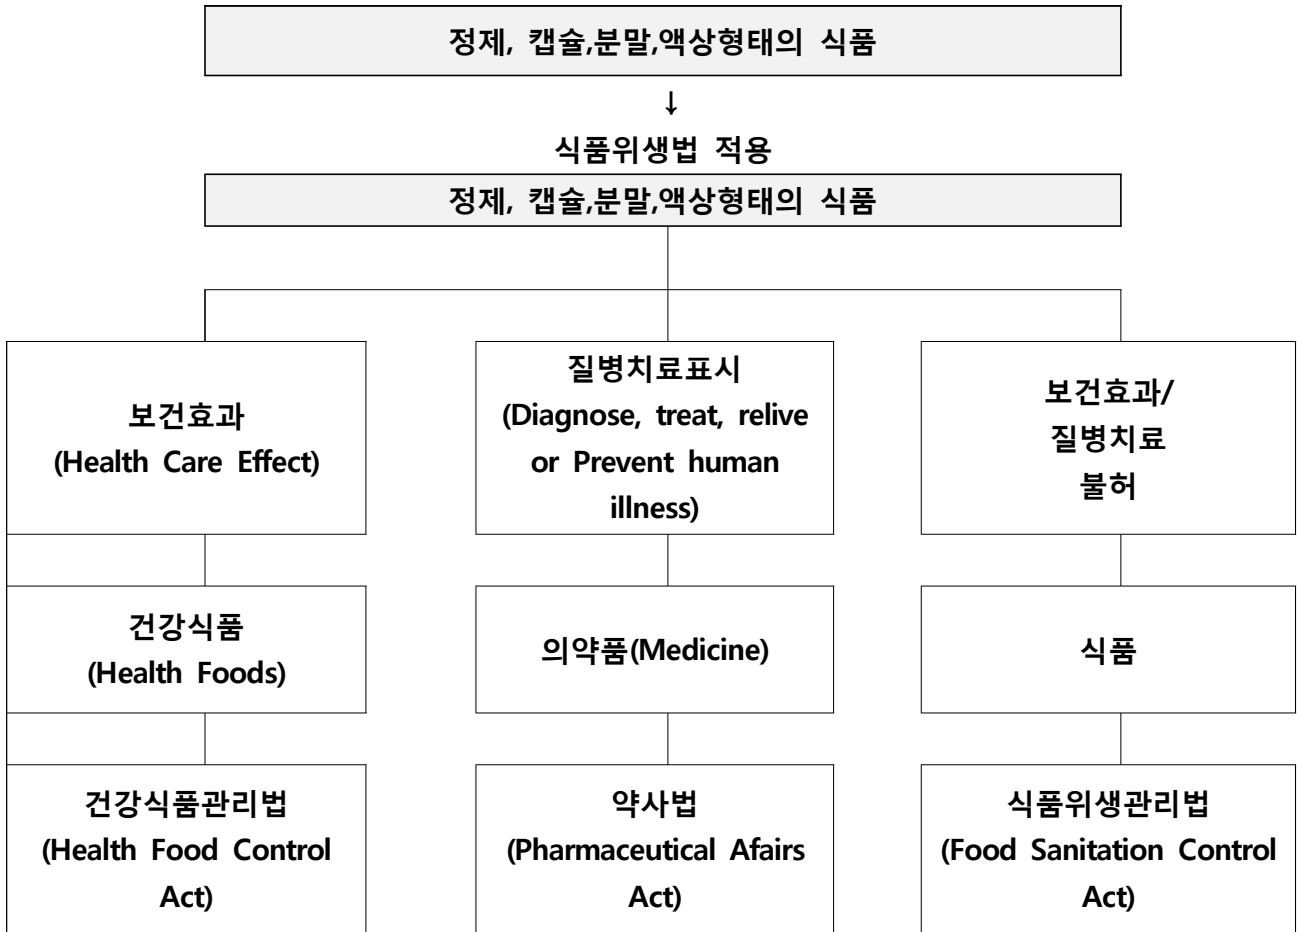 정제, 캡슐,분말,액상형태의 식품
↓
식품위생법 적용
정제, 캡슐,분말,액상형태의 식품
보건효과
(Health Care Effect)
질병치료표시
(Diagnose, treat, relive
or Prevent human
illness)
보건효과/
질병치료
불허
건강식품
(Health Foods)
의약품(Medicine)
식품
건강식품관리법
(Health Food Control
Act)
약사법
(Pharmaceutical Afairs
Act)
식품위생관리법
(Food Sanitation Control
Act)